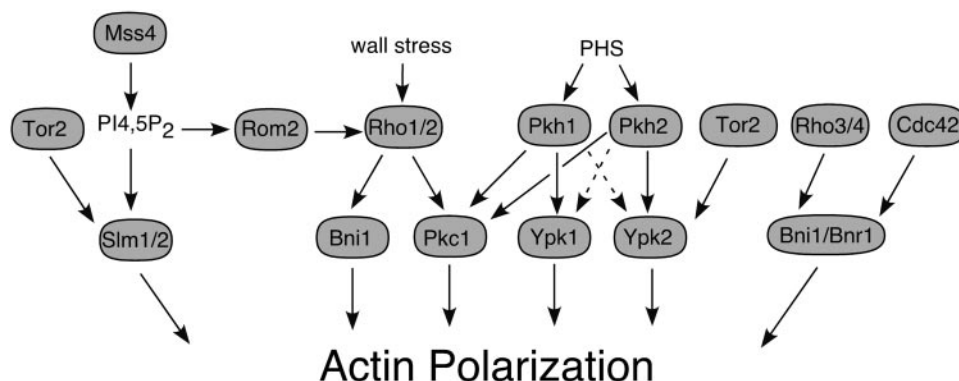 Mss4
wall stress
PHS
Tor2
PI4,5P2
Rom2
Rho1/2
Pkh1
Pkh2
Tor2
Rho3/4
Cdc42
Slm1/2
Bni1
Pkc1
Ypk1
Ypk2
Bni1/Bnr1
Actin Polarization